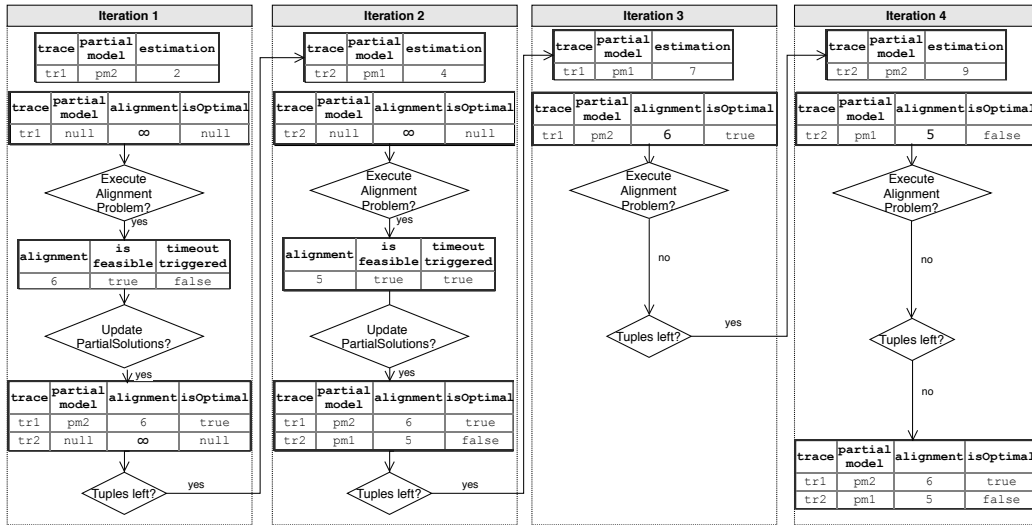 Iteration 1
trace partial model estimation
tr1 pm2 2
trace partial model alignment isOptimal
tr1 null ∞ null
Execute
Alignment
Problem?
yes
alignment is feasible timeout triggered
6 true false
Update
PartialSolutions?
yes
trace partial model alignment isOptimal
tr1 pm2 6 true
tr2 null ∞ null
Tuples left?
yes
Iteration 2
trace partial model estimation
tr2 pm1 4
trace partial model alignment isOptimal
tr2 null ∞ null
Execute
Alignment
Problem?
yes
alignment is feasible timeout triggered
5 true true
Update
PartialSolutions?
yes
trace partial model alignment isOptimal
tr1 pm2 6 true
tr2 pm1 5 false
Tuples left?
yes
Iteration 3
trace partial model estimation
tr1 pm1 7
trace partial model alignment isOptimal
tr1 pm2 6 true
Execute
Alignment
Problem?
no
Tuples left?
yes
Iteration 4
trace partial model estimation
tr2 pm2 9
trace partial model alignment isOptimal
tr2 pm1 5 false
Execute
Alignment
Problem?
no
Tuples left?
no
trace partial model alignment isOptimal
tr1 pm2 6 true
tr2 pm1 5 false